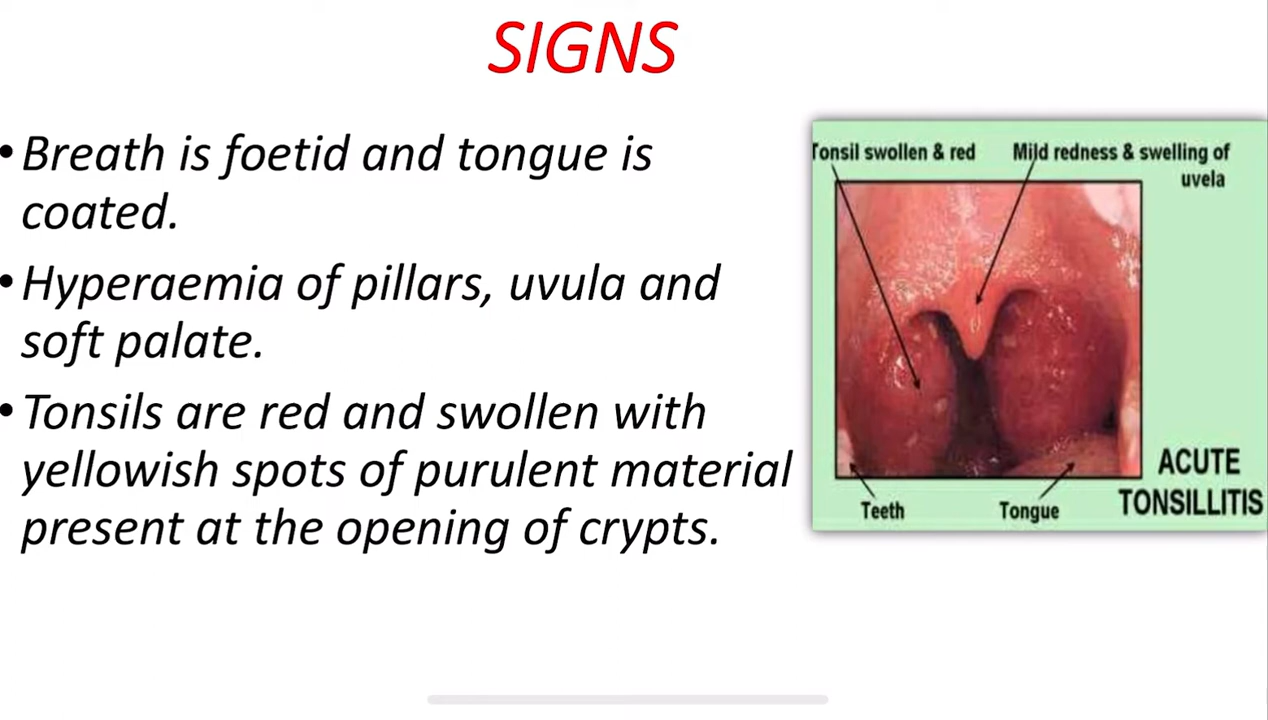 SIGNS
• Breath is foetid and tongue is
coated.
• Hyperaemia of pillars, uvula and
soft palate.
• Tonsils are red and swollen with
yellowish spots of purulent material
present at the opening of crypts.
Tonsil swollen & red
Mild redness & swelling of
uvela
Teeth
Tongue
ACUTE
TONSILLITIS